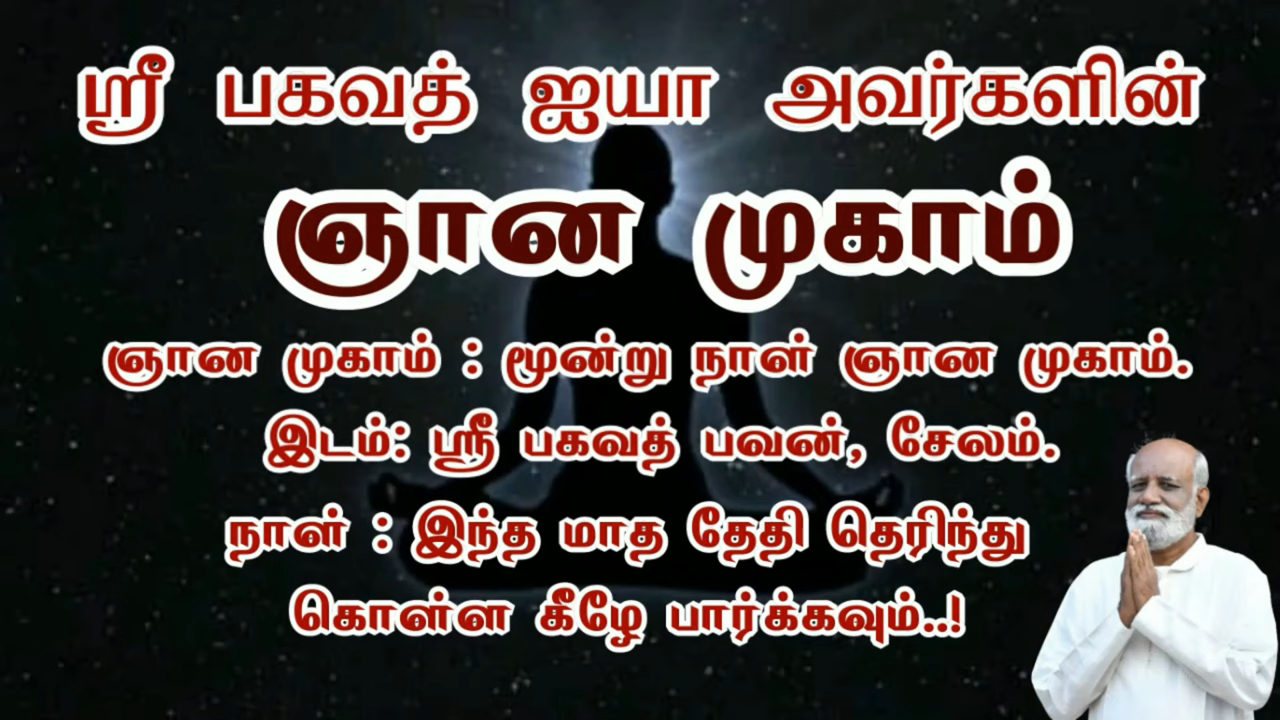 ஸ்ரீ பகவத் ஐயா அவர்களின்
ஞான முகாம்
ஞான முகாம் : மூன்று நாள் ஞான முகாம்.
இடம்: ஸ்ரீ பகவத் பவன், சேலம்.
நாள் : இந்த மாத தேதி தெரிந்து
கொள்ள கீழே பார்க்கவும்..!